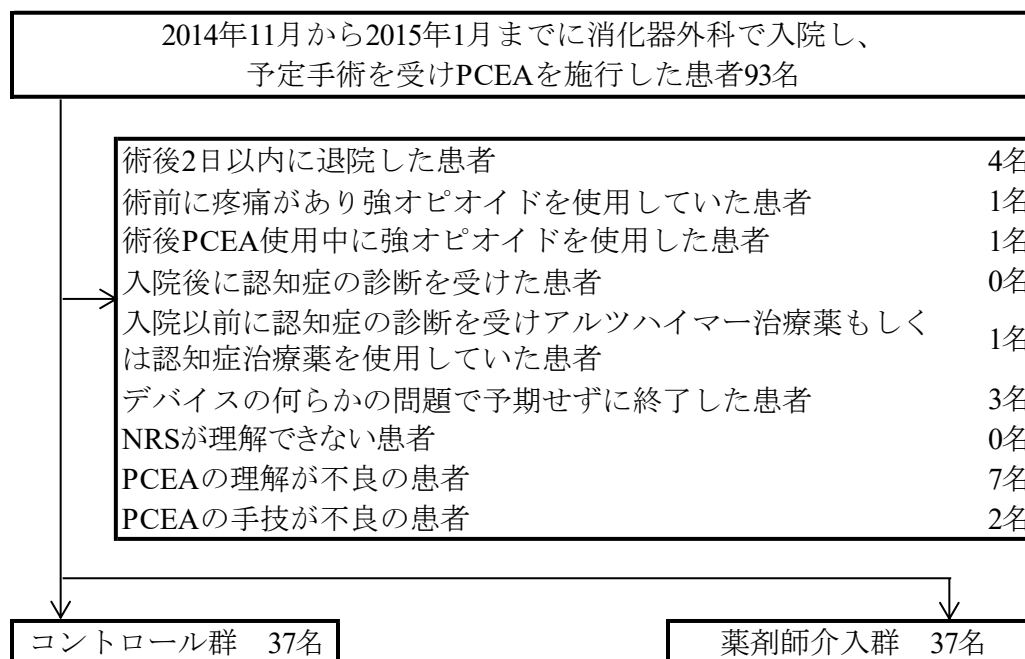 2014年11月から2015年1月までに消化器外科で入院し、
予定手術を受けPCEAを施行した患者93名
術後2日以内に退院した患者 4名
術前に疼痛があり強オピオイドを使用していた患者 1名
術後PCEA使用中に強オピオイドを使用した患者 1名
入院後に認知症の診断を受けた患者 0名
入院以前に認知症の診断を受けアルツハイマー治療薬もしく
は認知症治療薬を使用していた患者 1名
デバイスの何らかの問題で予期せずに終了した患者 3名
NRSが理解できない患者 0名
PCEAの理解が不良の患者 7名
PCEAの手技が不良の患者 2名
コントロール群 37名 薬剤師介入群 37名